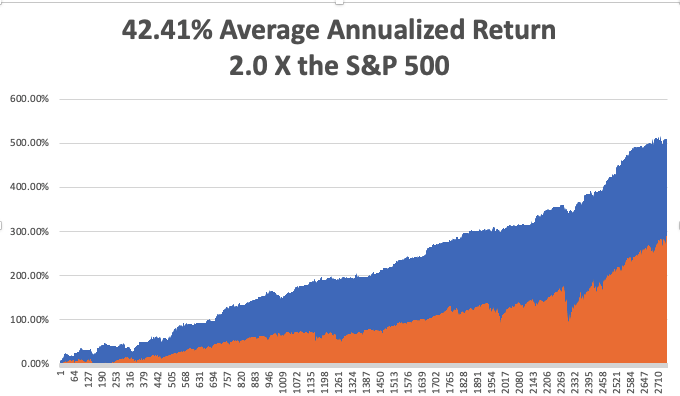 42.41% Average Annualized Return
2.0 X the S&P 500
600.00%
500.00%
400.00%
300.00%
200.00%
100.00%
0.00%
1 64 127 190 253 316 379 442 505 568 631 694 757 820 883 946 1009 1072 1135 1198 1261 1324 1387 1450 1513 1576 1639 1702 1765 1828 1891 1954 2017 2080 2143 2206 2269 2332 2395 2458 2521 2584 2647 2710